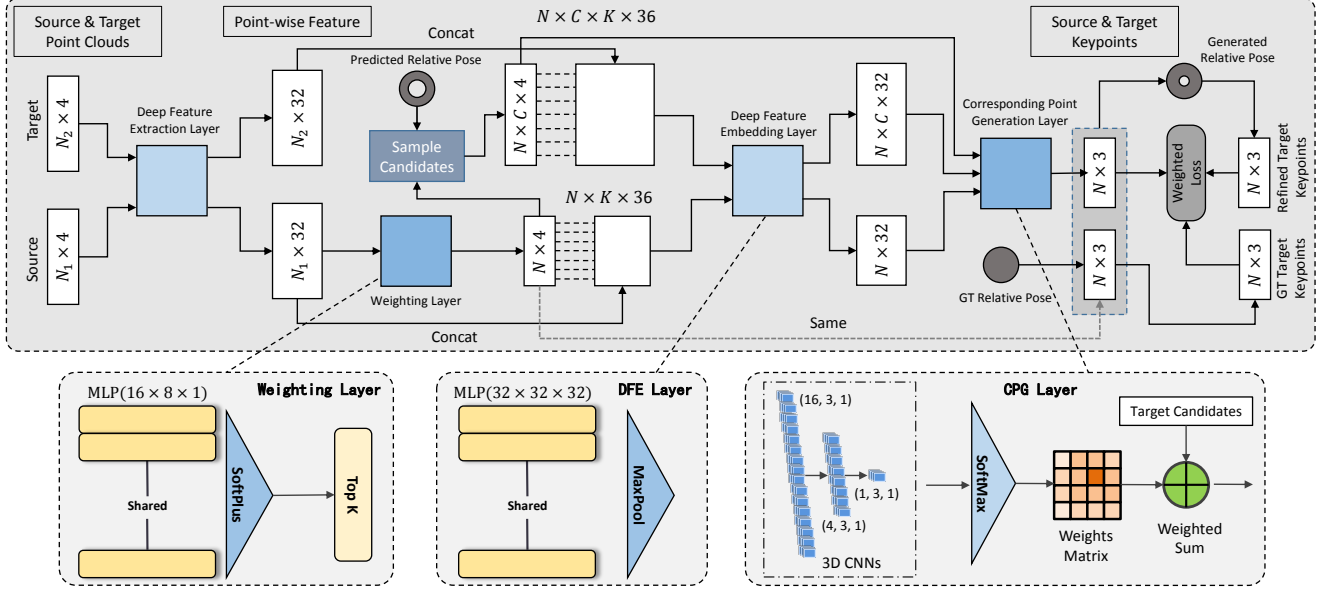 Source & Target
Point Clouds
Point-wise Feature
N × C × K × 36
Source & Target
Keypoints
Generated
Relative Pose
Concat
Predicted Relative Pose
Target
N₂ × 4
Deep Feature
Extraction Layer
N₂ × 32
Sample
Candidates
N × C × 4
Deep Feature
Embedding Layer
N × C × 32
Corresponding Point
Generation Layer
N × 3
Weighted
Loss
N × 3
Refined Target
Keypoints
Source
N₁ × 4
N₁ × 32
Weighting Layer
N × K × 36
N × 4
N × 32
GT Relative Pose
N × 3
N × 3
GT Target
Keypoints
Concat
Same
MLP(16 × 8 × 1)
Weighting Layer
Shared
SoftPlus
Top K
MLP(32 × 32 × 32)
DFE Layer
Shared
MaxPool
CPG Layer
(16, 3, 1)
(4, 3, 1)
(1, 3, 1)
3D CNNs
SoftMax
Weights
Matrix
Target Candidates
Weighted
Sum